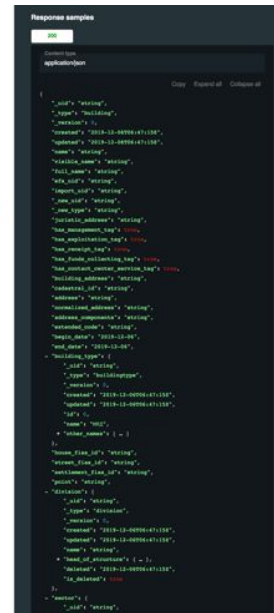 Response samples
200
Content type
application/json
Copy Expand all Collapse all
{
"_uid": "string",
"_type": "building",
"_version": 0,
"created": "2019-12-06T06:47:15Z",
"updated": "2019-12-06T06:47:15Z",
"name": "string",
"visible_name": "string",
"full_name": "string",
"efa_uid": "string",
"import_uid": "string",
"_new_uid": "string",
"_new_type": "string",
"juristic_address": "string",
"has_management_tag": true,
"has_exploitation_tag": true,
"has_receipt_tag": true,
"has_funds_collecting_tag": true,
"has_contact_center_service_tag": true,
"building_address": "string",
"cadastral_id": "string",
"address": "string",
"normalized_address": "string",
"address_components": "string",
"extended_code": "string",
"begin_date": "2019-12-06",
"end_date": "2019-12-06",
- "building_type": {
"_uid": "string",
"_type": "buildingtype",
"_version": 0,
"created": "2019-12-06T06:47:15Z",
"updated": "2019-12-06T06:47:15Z",
"id": 0,
"name":
+ "other_names": { … }
},
"house_fias_id": "string",
"street_fias_id": "string",
"settlement_fias_id": "string",
"point": "string",
- "division": {
"_uid": "string",
"_type": "division",
"_version": 0,
"created": "2019-12-06T06:47:15Z",
"updated": "2019-12-06T06:47:15Z",
"name": "string",
+ "head_of_structure": { … },
"deleted": "2019-12-06T06:47:15Z",
"is_deleted": true
},
- "sector": {
"_uid": "string",